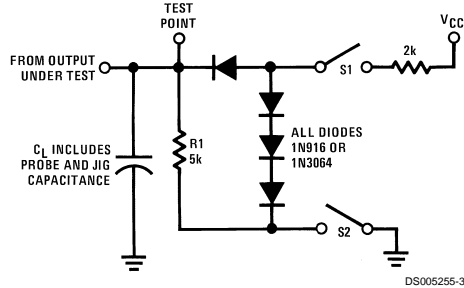 TEST
POINT
V_CC
FROM OUTPUT
UNDER TEST
S1
2k
C_L INCLUDES
PROBE AND JIG
CAPACITANCE
R1
5k
ALL DIODES
1N916 OR
1N3064
S2
DS005255-3